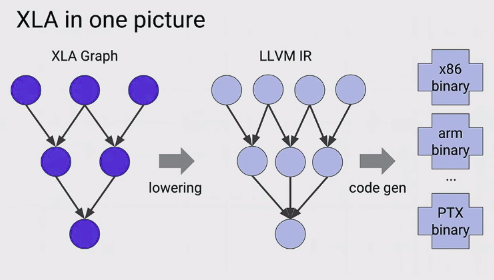 XLA in one picture
XLA Graph
lowering
LLVM IR
code gen
x86
binary
arm
binary
...
PTX
binary